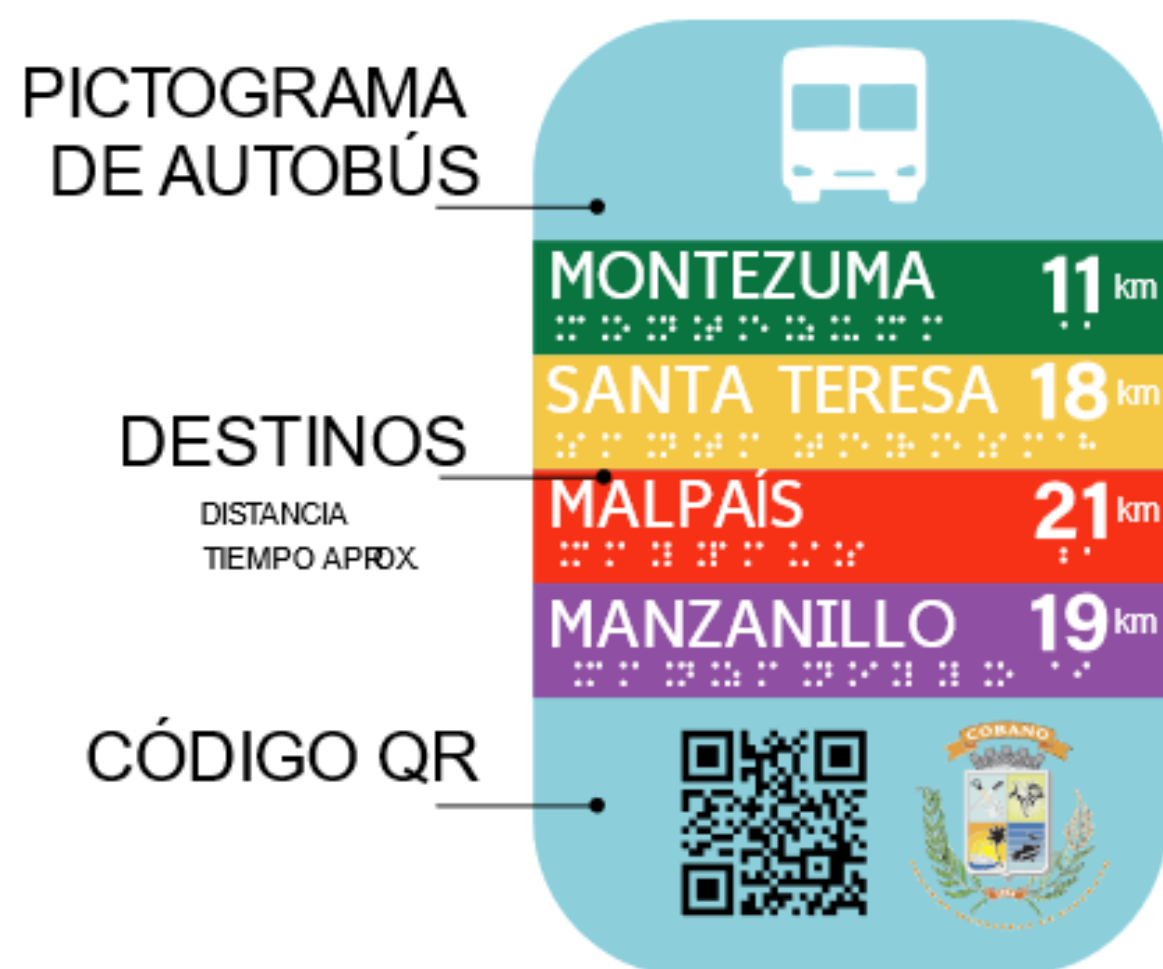 PICTOGRAMA
DE AUTOBÚS
MONTEZUMA 11 km
SANTA TERESA 18 km
DESTINOS
DISTANCIA
TIEMPO APROX.
MALPAÍS 21 km
MANZANILLO 19 km
CÓDIGO QR
COBANO